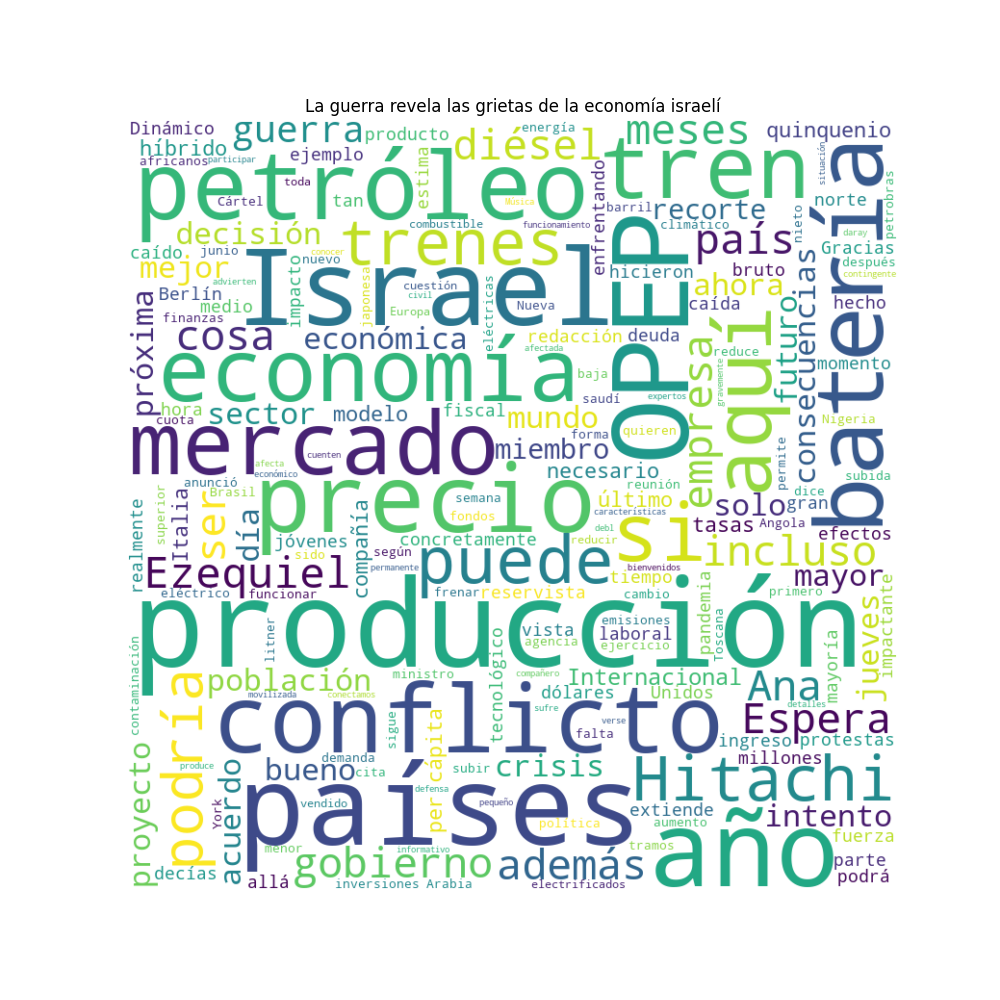 La guerra revela las grietas de la economía israelí
Dinámico
guerra
producto
energía
diésel
meses
quinquenio
híbrido
africanos
participar
ejemplo
estima
petróleo
tren
situación
batería
toda
Cártel
tan
Música
barril
recorte
norte
petrobras
decisión
combustible
funcionamiento
climático
nieto
daray
trenes
enfrentando
OPEP
país
Gracias
caído
junio
nuevo
conocer
después
mejor
advierten
impacto
japonesa
cuestión
civil
eléctricas
hicieron
bruto
contingente
Israel
ahora
consecuencias
Berlín
medio
Europa
Nueva
caída
hecho
finanzas
próxima
cosa
económica
redacción
deuda
aquí
futuro
economía
afectada
empresa
reduce
momento
baja
gravemente
expertos
hora
cuota
sector
modelo
fiscal
saudí
mundo
forma
quieren
Nigeria
mercado
cuenten
miembro
permite
afecta
económico
necesario
reunión
dice
subida
anunció
Brasil
precio
semana
último
características
realmente
superior
Italia
ser
día
fondos
debl
solo
gran
tasas
Angola
efectos
jóvenes
compañía
concretamente
reducir
si
incluso
sido
según
Ezequiel
permanente
puede
bienvenidos
tiempo
mayor
eléctrico
funcionar
frenar
reservista
cambio
primero
producción
pandemia
jueves
impactante
litner
vista
emisiones
laboral
Toscana
contaminación
agencia
ejercicio
mayoría
podría
población
ministro
tecnológico
compañero
Internacional
Ana
movilizada
conectamos
dólares
Unidos
detalles
conflicto
sufre
verse
Espera
sigue
per cápita
falta
ingreso
protestas
proyecto
produce
acuerdo
bueno
demanda
cita
subir
crisis
millones
Hitachi
países
defensa
York
vendido
pequeño
extiende
intento
política
aumento
año
fuerza
menor
informativo
tramos
decías
allá
gobierno
además
parte
inversiones
Arabia
electrificados
podrá